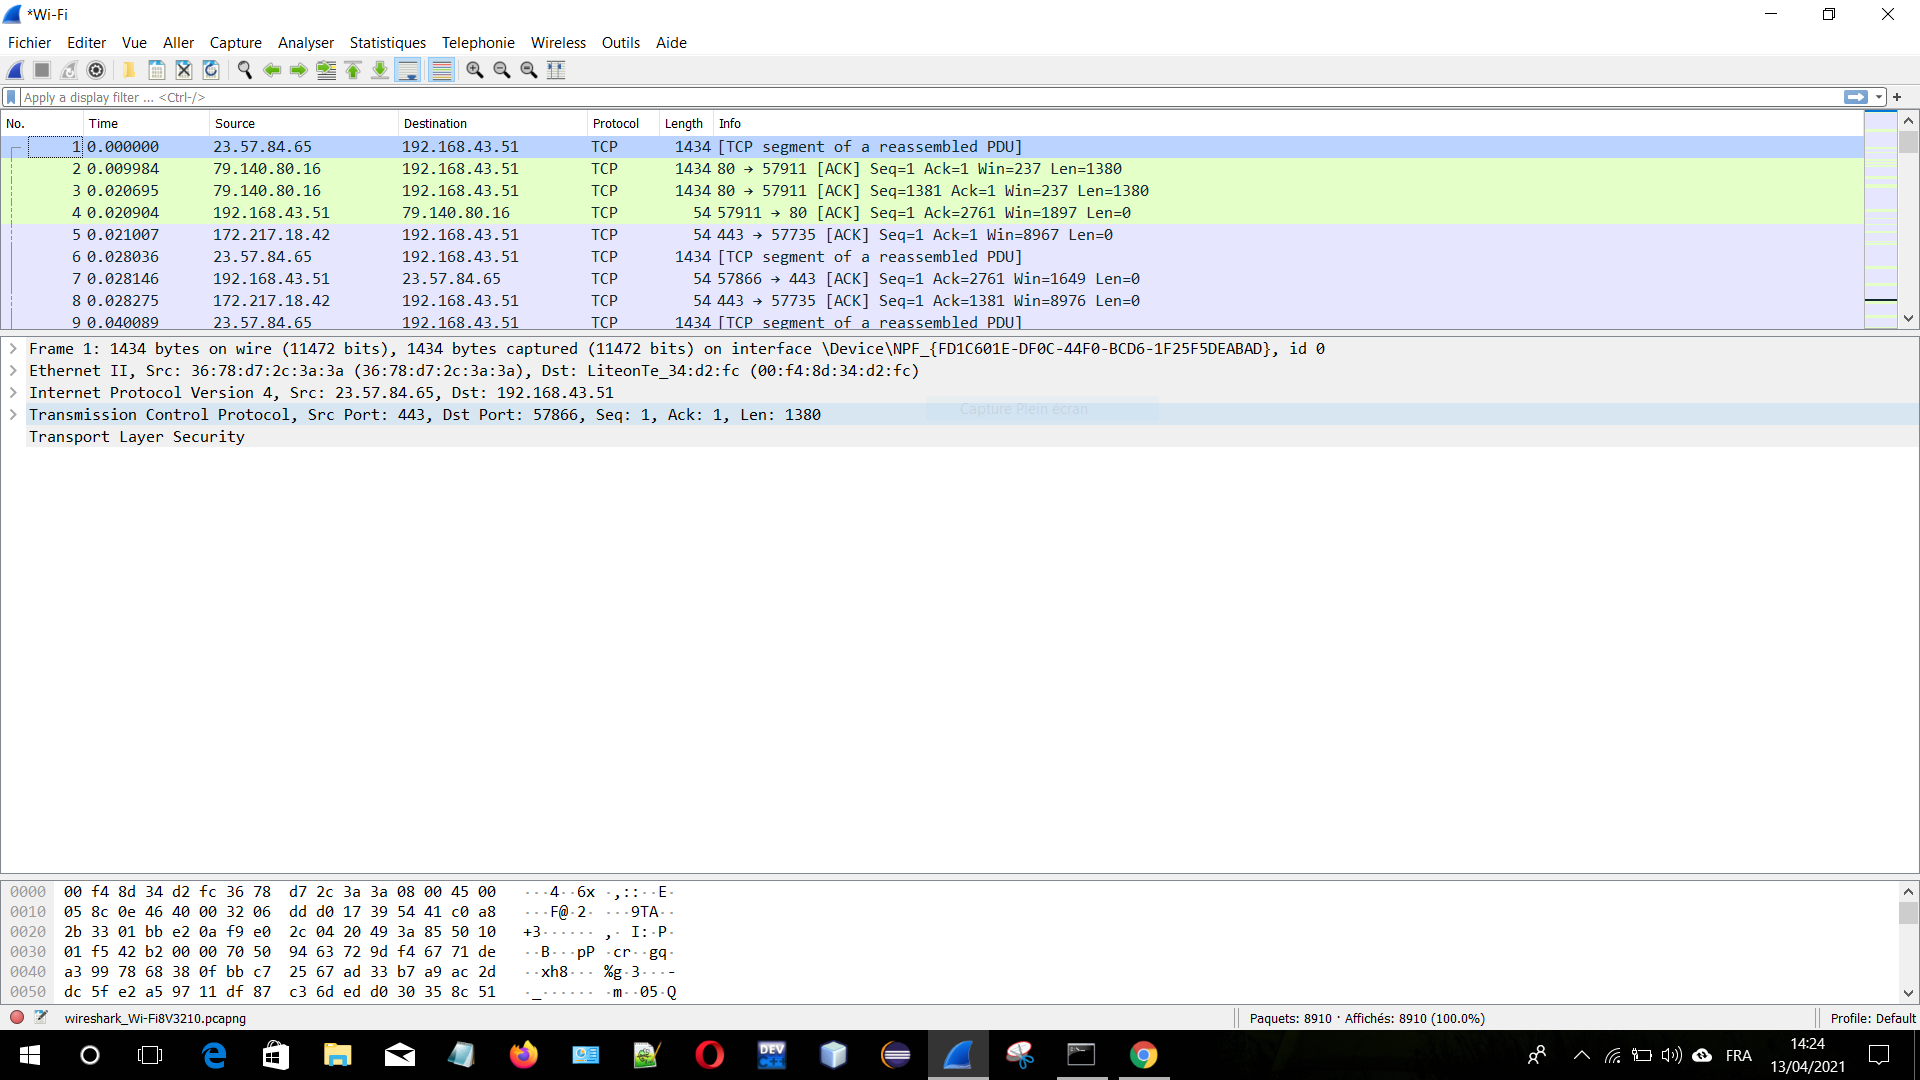 *Wi-Fi
Fichier Editer Vue Aller Capture Analyser Statistiques Telephonie Wireless Outils Aide
Apply a display filter ... <Ctrl-/>
No. Time Source Destination Protocol Length Info
1 0.000000 23.57.84.65 192.168.43.51 TCP 1434 [TCP segment of a reassembled PDU]
2 0.009984 79.140.80.16 192.168.43.51 TCP 1434 80 → 57911 [ACK] Seq=1 Ack=1 Win=237 Len=1380
3 0.020695 79.140.80.16 192.168.43.51 TCP 1434 80 → 57911 [ACK] Seq=1381 Ack=1 Win=237 Len=1380
4 0.020904 192.168.43.51 79.140.80.16 TCP 54 57911 → 80 [ACK] Seq=1 Ack=2761 Win=1897 Len=0
5 0.021007 172.217.18.42 192.168.43.51 TCP 54 443 → 57735 [ACK] Seq=1 Ack=1 Win=8967 Len=0
6 0.028036 23.57.84.65 192.168.43.51 TCP 1434 [TCP segment of a reassembled PDU]
7 0.028146 192.168.43.51 23.57.84.65 TCP 54 57866 → 443 [ACK] Seq=1 Ack=2761 Win=1649 Len=0
8 0.028275 172.217.18.42 192.168.43.51 TCP 54 443 → 57735 [ACK] Seq=1 Ack=1381 Win=8976 Len=0
9 0.040089 23.57.84.65 192.168.43.51 TCP 1434 [TCP segment of a reassembled PDU]
Frame 1: 1434 bytes on wire (11472 bits), 1434 bytes captured (11472 bits) on interface \Device\NPF_{FD1C601E-DF0C-44F0-BCD6-1F25F5DEABAD}, id 0
Ethernet II, Src: 36:78:d7:2c:3a:3a (36:78:d7:2c:3a:3a), Dst: LiteonTe_34:d2:fc (00:f4:8d:34:d2:fc)
Internet Protocol Version 4, Src: 23.57.84.65, Dst: 192.168.43.51
Capture Plein écran
Transmission Control Protocol, Src Port: 443, Dst Port: 57866, Seq: 1, Ack: 1, Len: 1380
Transport Layer Security
0000 00 f4 8d 34 d2 fc 36 78 d7 2c 3a 3a 08 00 45 00 ···4··6x ·,::··E·
0010 05 8c 0e 46 40 00 32 06 dd d0 17 39 54 41 c0 a8 ···F@·2· ···9TA··
0020 2b 33 01 bb e2 0a f9 e0 2c 04 20 49 3a 85 50 10 +3······ ,· I:·P·
0030 01 f5 42 b2 00 00 70 50 94 63 72 9d f4 67 71 de ··B···pP ·cr··gq·
0040 a3 99 78 68 38 0f bb c7 25 67 ad 33 b7 a9 ac 2d ··xh8··· %g·3···-
0050 dc 5f e2 a5 97 11 df 87 c3 6d ed d0 30 35 8c 51 ·_······ ·m··05·Q
wireshark_Wi-Fi8V3210.pcapng Paquets: 8910 · Affichés: 8910 (100.0%) Profile: Default
DEV C++ FRA 14:24
13/04/2021